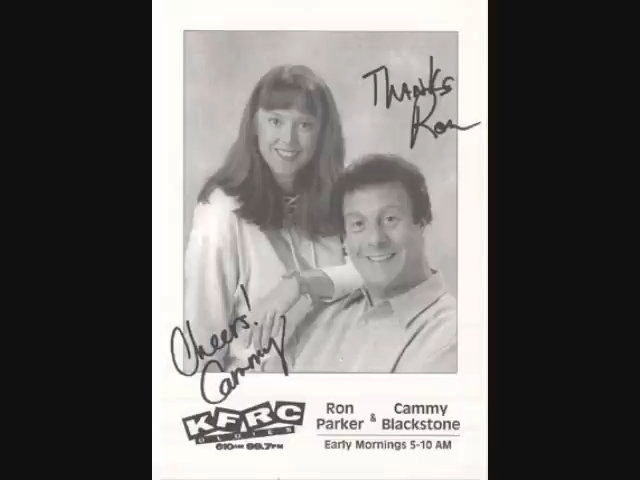 THANKS
Ron
Cheers!
Cammy
KFRC
OLDIES
610AM 99.7FM
Ron Parker & Cammy Blackstone
Early Mornings 5-10 AM